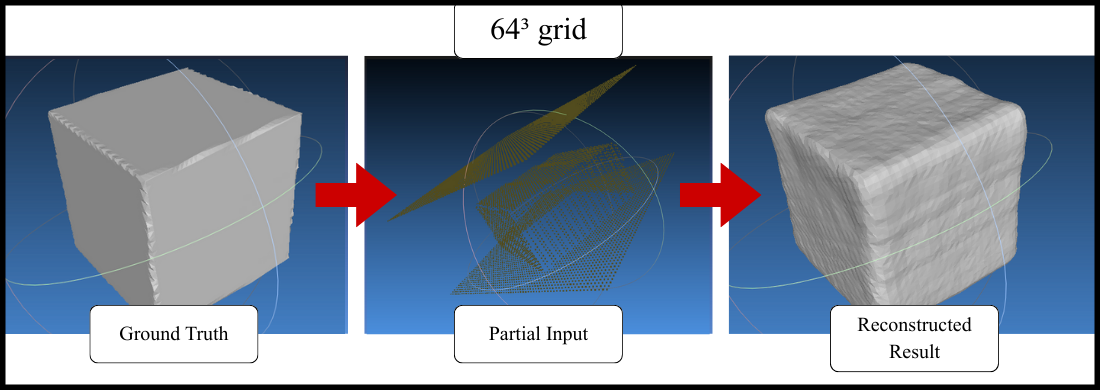 64³ grid
Ground Truth
Partial Input
Reconstructed
Result